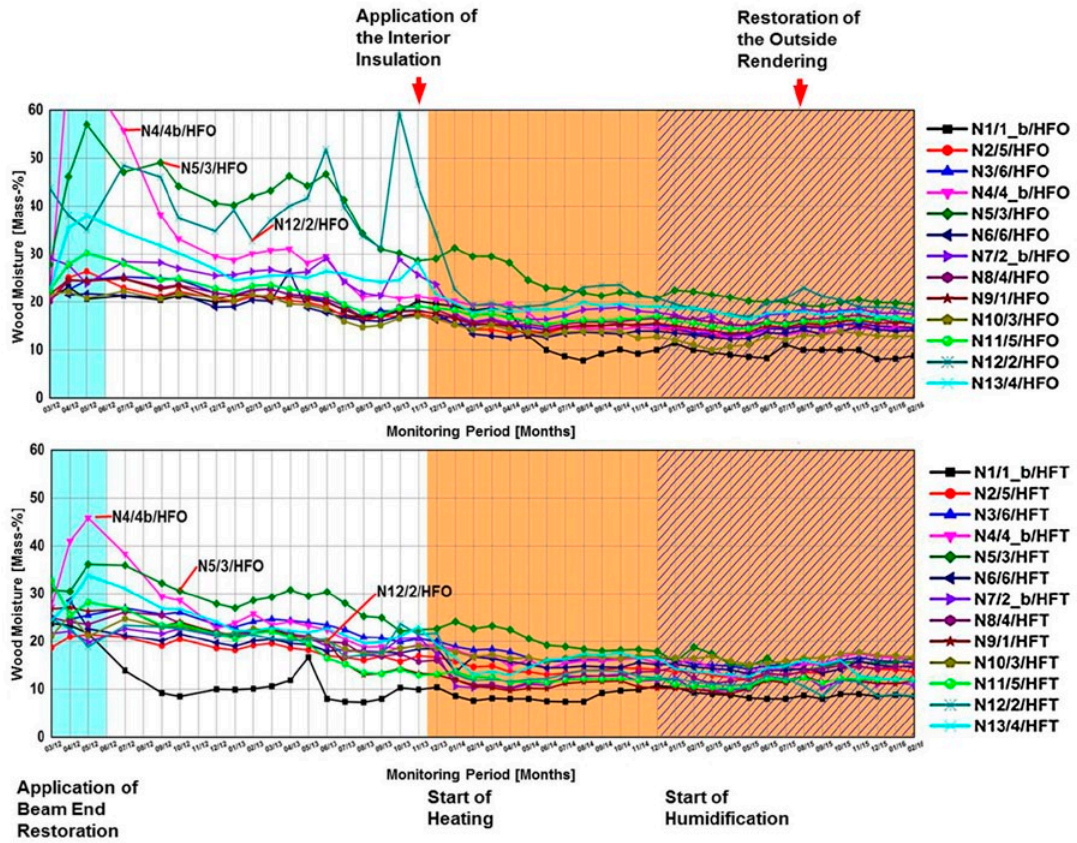 Application of
the Interior
Insulation
Restoration of
the Outside
Rendering
60
50
40
30
20
10
0
Wood Moisture [Mass-%]
N4/4b/HFO
N5/3/HFO
N12/2/HFO
N1/1_b/HFO
N2/5/HFO
N3/6/HFO
N4/4_b/HFO
N5/3/HFO
N6/6/HFO
N7/2_b/HFO
N8/4/HFO
N9/1/HFO
N10/3/HFO
N11/5/HFO
N12/2/HFO
N13/4/HFO
Monitoring Period [Months]
60
50
40
30
20
10
0
Wood Moisture [Mass-%]
N4/4b/HFO
N5/3/HFO
N12/2/HFO
N1/1_b/HFT
N2/5/HFT
N3/6/HFT
N4/4_b/HFT
N5/3/HFT
N6/6/HFT
N7/2_b/HFT
N8/4/HFT
N9/1/HFT
N10/3/HFT
N11/5/HFT
N12/2/HFT
N13/4/HFT
Monitoring Period [Months]
Application of
Beam End
Restoration
Start of
Heating
Start of
Humidification